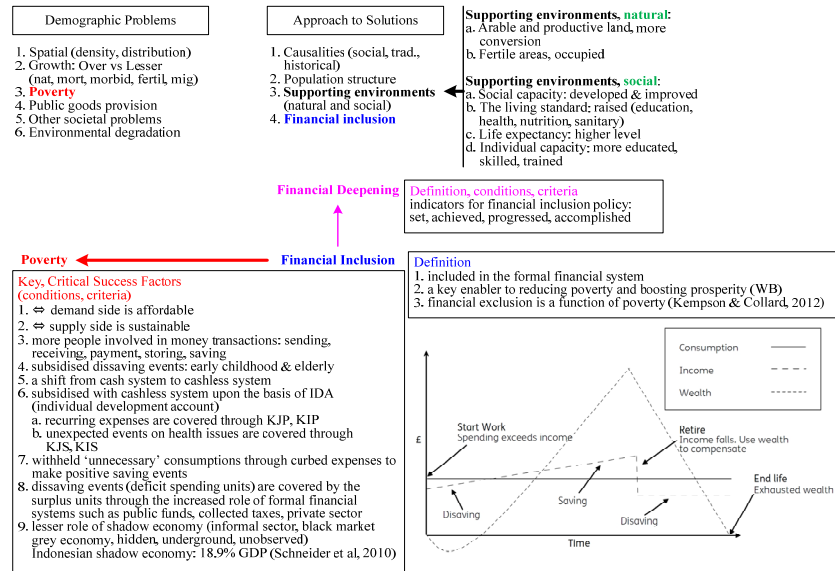 Demographic Problems
1. Spatial (density, distribution)
2. Growth: Over vs Lesser
(nat, mort, morbid, fertil, mig)
3. Poverty
4. Public goods provision
5. Other societal problems
6. Environmental degradation
Approach to Solutions
1. Causalities (social, trad.,
historical)
2. Population structure
3. Supporting environments
(natural and social)
4. Financial inclusion
Supporting environments, natural:
a. Arable and productive land, more
conversion
b. Fertile areas, occupied
Supporting environments, social:
a. Social capacity: developed & improved
b. The living standard: raised (education,
health, nutrition, sanitary)
c. Life expectancy: higher level
d. Individual capacity: more educated,
skilled, trained
Financial Deepening
Definition, conditions, criteria
indicators for financial inclusion policy:
set, achieved, progressed, accomplished
Poverty
Financial Inclusion
Key, Critical Success Factors
(conditions, criteria)
1. ⇔ demand side is affordable
2. ⇔ supply side is sustainable
3. more people involved in money transactions: sending,
receiving, payment, storing, saving
4. subsidised dissaving events: early childhood & elderly
5. a shift from cash system to cashless system
6. subsidised with cashless system upon the basis of IDA
(individual development account)
a. recurring expenses are covered through KJP, KIP
b. unexpected events on health issues are covered through
KJS, KIS
7. withheld ‘unnecessary’ consumptions through curbed expenses to
make positive saving events
8. dissaving events (deficit spending units) are covered by the
surplus units through the increased role of formal financial
systems such as public funds, collected taxes, private sector
9. lesser role of shadow economy (informal sector, black market
grey economy, hidden, underground, unobserved)
Indonesian shadow economy: 18.9% GDP (Schneider et al, 2010)
Definition
1. included in the formal financial system
2. a key enabler to reducing poverty and boosting prosperity (WB)
3. financial exclusion is a function of poverty (Kempson & Collard, 2012)
Consumption
Income
Wealth
£
Start Work
Spending exceeds income
Retire
Income falls. Use wealth
to compensate
End life
Exhausted wealth
Disaving
Saving
Disaving
Time